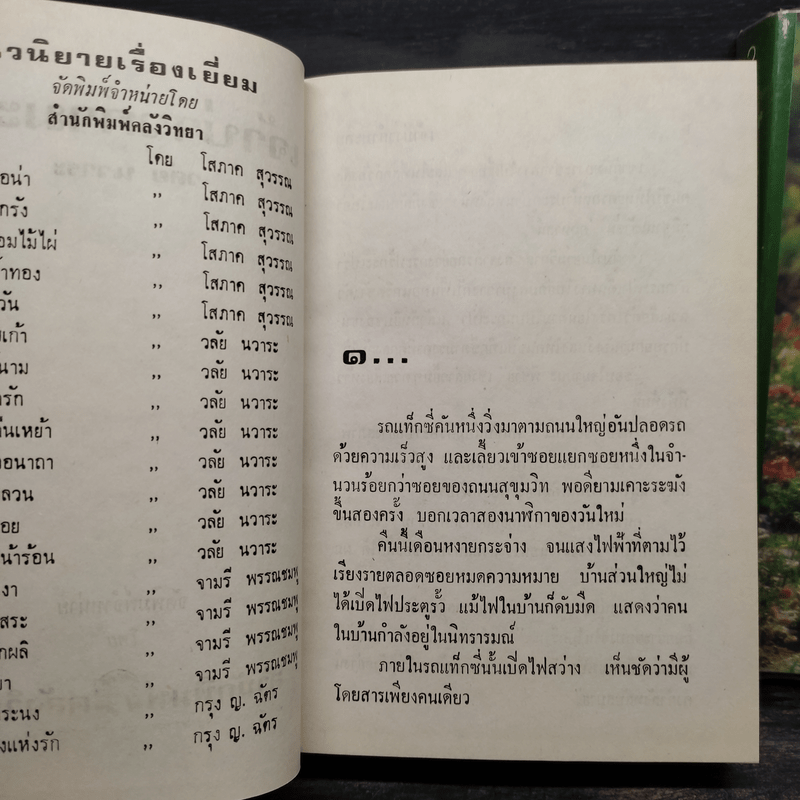 วนิยายเรื่องเยี่ยม
จัดพิมพ์จำหน่ายโดย
สำนักพิมพ์คลังวิทยา
อน่า โดย โสภาค สุวรรณ
กรัง ,, โสภาค สุวรรณ
อมไม้ไผ่ ,, โสภาค สุวรรณ
ทอง ,, โสภาค สุวรรณ
วัน ,, โสภาค สุวรรณ
เก้า ,, โสภาค สุวรรณ
นาม ,, วลัย นวาระ
รัก ,, วลัย นวาระ
นเหย้า ,, วลัย นวาระ
อนาถา ,, วลัย นวาระ
ลวน ,, วลัย นวาระ
อย ,, วลัย นวาระ
น้าร้อน ,, วลัย นวาระ
งา ,, วลัย นวาระ
สระ ,, จามรี พรรณชมพู
กผลิ ,, จามรี พรรณชมพู
ยา ,, จามรี พรรณชมพู
ระนง ,, จามรี พรรณชมพู
งแห่งรัก ,, กรุง ญ. ฉัตร
กรุง ญ. ฉัตร
๑...
รถแท็กซี่คันหนึ่งวิ่งมาตามถนนใหญ่อันปลอดรถ
ด้วยความเร็วสูง และเลี้ยวเข้าซอยแยกซอยหนึ่งในจำ-
นวนร้อยกว่าซอยของถนนสุขุมวิท พอดียามเคาะระฆัง
ขึ้นสองครั้ง บอกเวลาสองนาฬิกาของวันใหม่
คืนนี้เดือนหงายกระจ่าง จนแสงไฟฟ้าที่ตามไว้
เรียงรายตลอดซอยหมดความหมาย บ้านส่วนใหญ่ไม่
ได้เปิดไฟประตูรั้ว แม้ไฟในบ้านก็ดับมืด แสดงว่าคน
ในบ้านกำลังอยู่ในนิทรารมณ์
ภายในรถแท็กซี่นั้นเปิดไฟสว่าง เห็นชัดว่ามีผู้
โดยสารเพียงคนเดียว